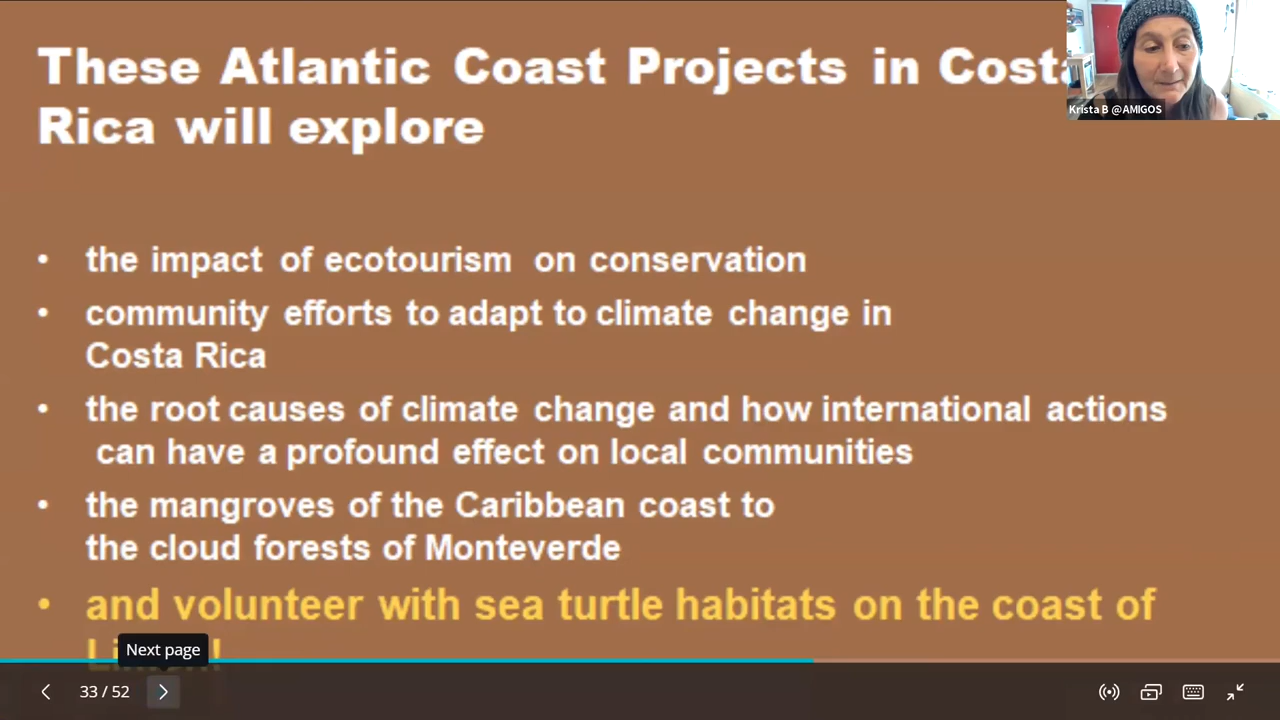 These Atlantic Coast Projects in Costa
Rica will explore
Krista B @AMIGOS
• the impact of ecotourism on conservation
• community efforts to adapt to climate change in
Costa Rica
• the root causes of climate change and how international actions
can have a profound effect on local communities
• the mangroves of the Caribbean coast to
the cloud forests of Monteverde
• and volunteer with sea turtle habitats on the coast of
Next page
33 / 52